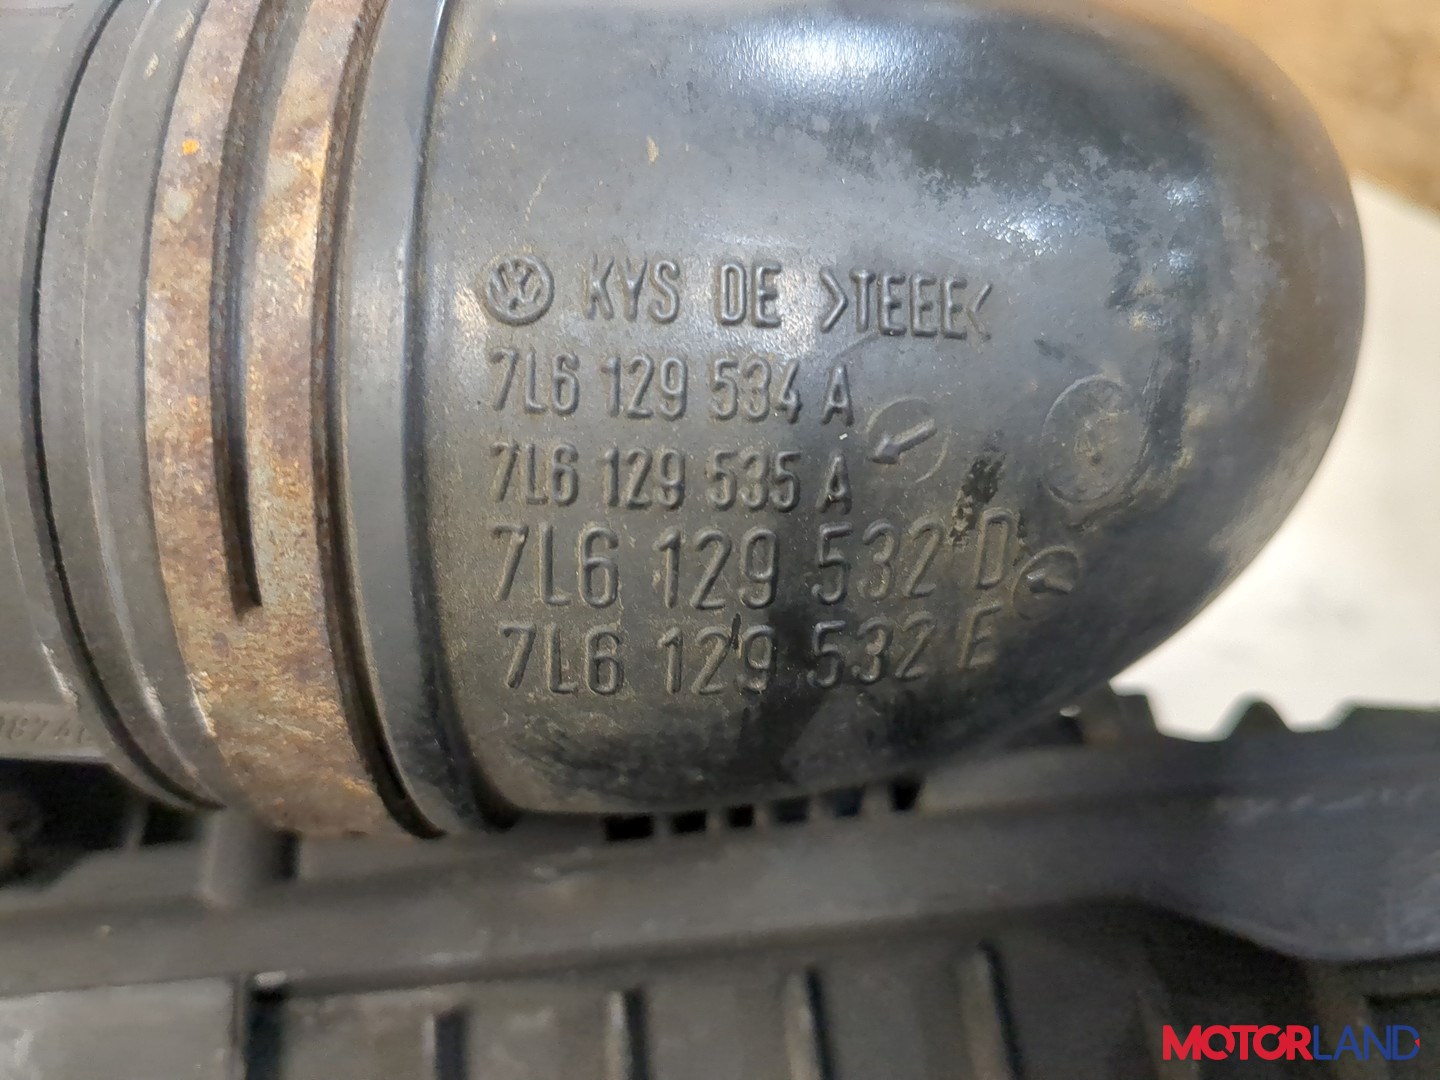 KYS DE >TEEE<
7L6 129 534 A
7L6 129 535 A
7L6 129 532 D
7L6 129 532 E
MOTORLAND